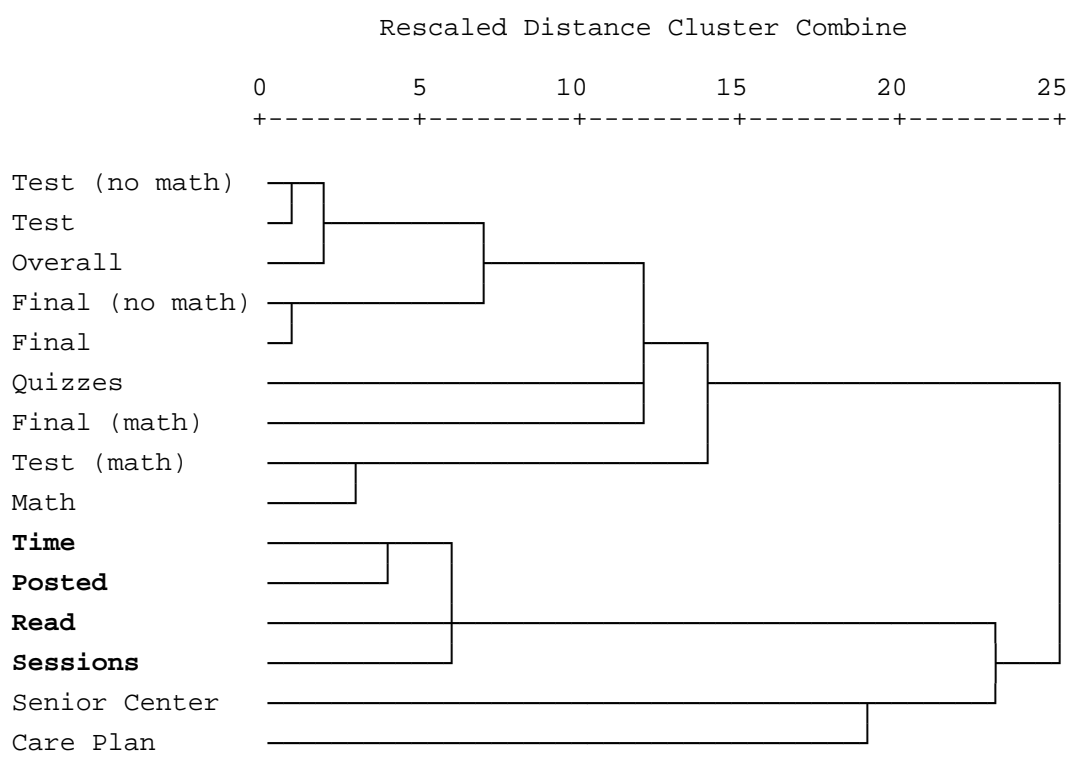 Rescaled Distance Cluster Combine
0 5 10 15 20 25
+---------+---------+---------+---------+---------+
Test (no math)
Test
Overall
Final (no math)
Final
Quizzes
Final (math)
Test (math)
Math
Time
Posted
Read
Sessions
Senior Center
Care Plan